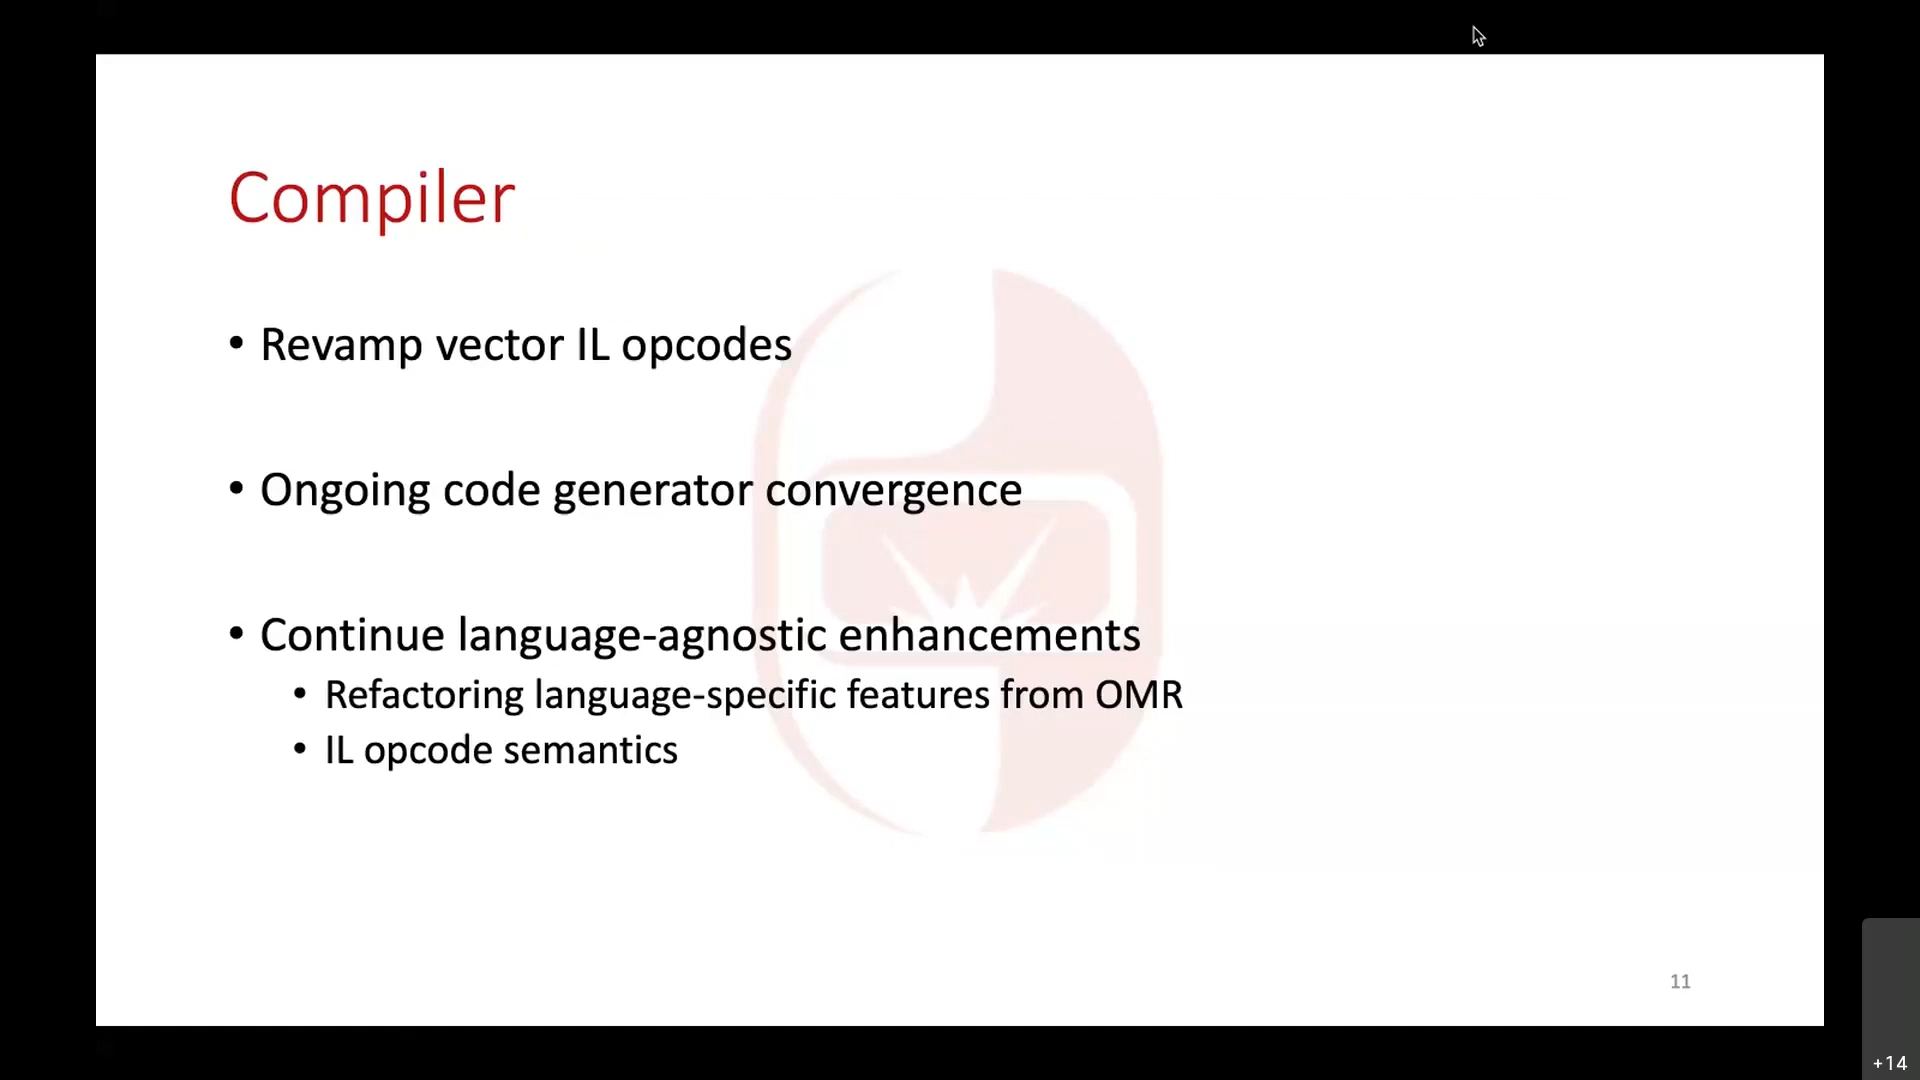 Compiler
• Revamp vector IL opcodes
• Ongoing code generator convergence
• Continue language-agnostic enhancements
• Refactoring language-specific features from OMR
• IL opcode semantics
11
+14